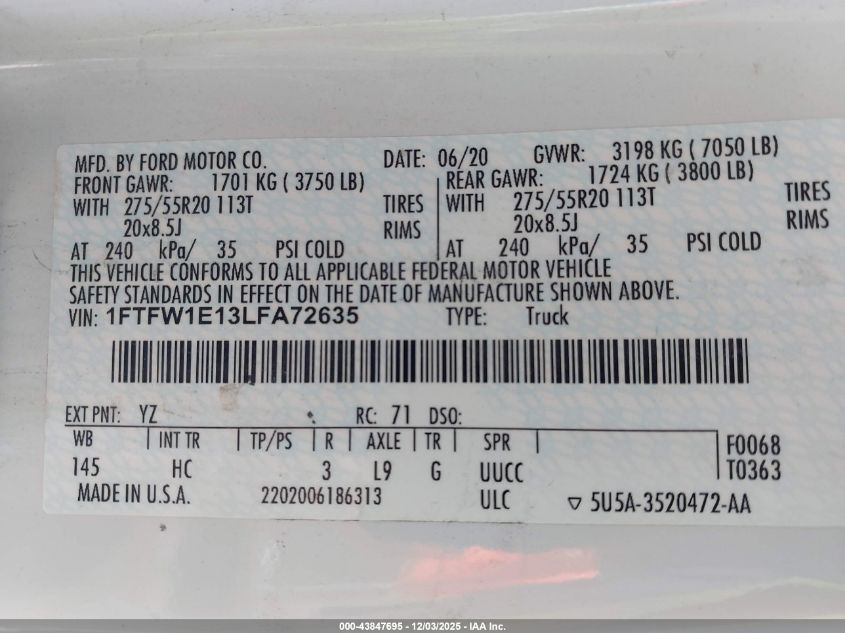 MFD. BY FORD MOTOR CO. DATE: 06/20 GVWR: 3198 KG ( 7050 LB)
FRONT GAWR: 1701 KG ( 3750 LB) REAR GAWR: 1724 KG ( 3800 LB)
WITH 275/55R20 113T TIRES WITH 275/55R20 113T TIRES
20x8.5J RIMS 20x8.5J RIMS
AT 240 kPa/ 35 PSI COLD AT 240 kPa/ 35 PSI COLD
THIS VEHICLE CONFORMS TO ALL APPLICABLE FEDERAL MOTOR VEHICLE
SAFETY STANDARDS IN EFFECT ON THE DATE OF MANUFACTURE SHOWN ABOVE.
VIN: 1FTFW1E13LFA72635 TYPE: Truck
EXT PNT: YZ RC: 71 DSO:
WB INT TR TP/PS R AXLE TR SPR F0068
145 HC 3 L9 G UUCC T0363
MADE IN U.S.A. 2202006186313 ULC ▽ 5U5A-3520472-AA
000-43847695 - 12/03/2025 - IAA Inc.